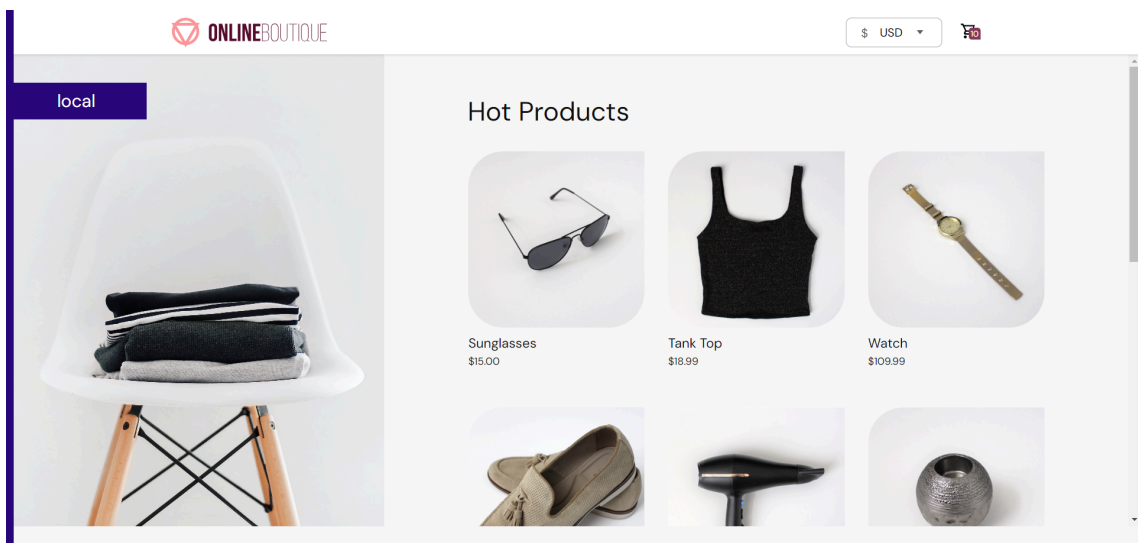 ONLINEBOUTIQUE
$ USD
10
local
Hot Products
Sunglasses
$15.00
Tank Top
$18.99
Watch
$109.99